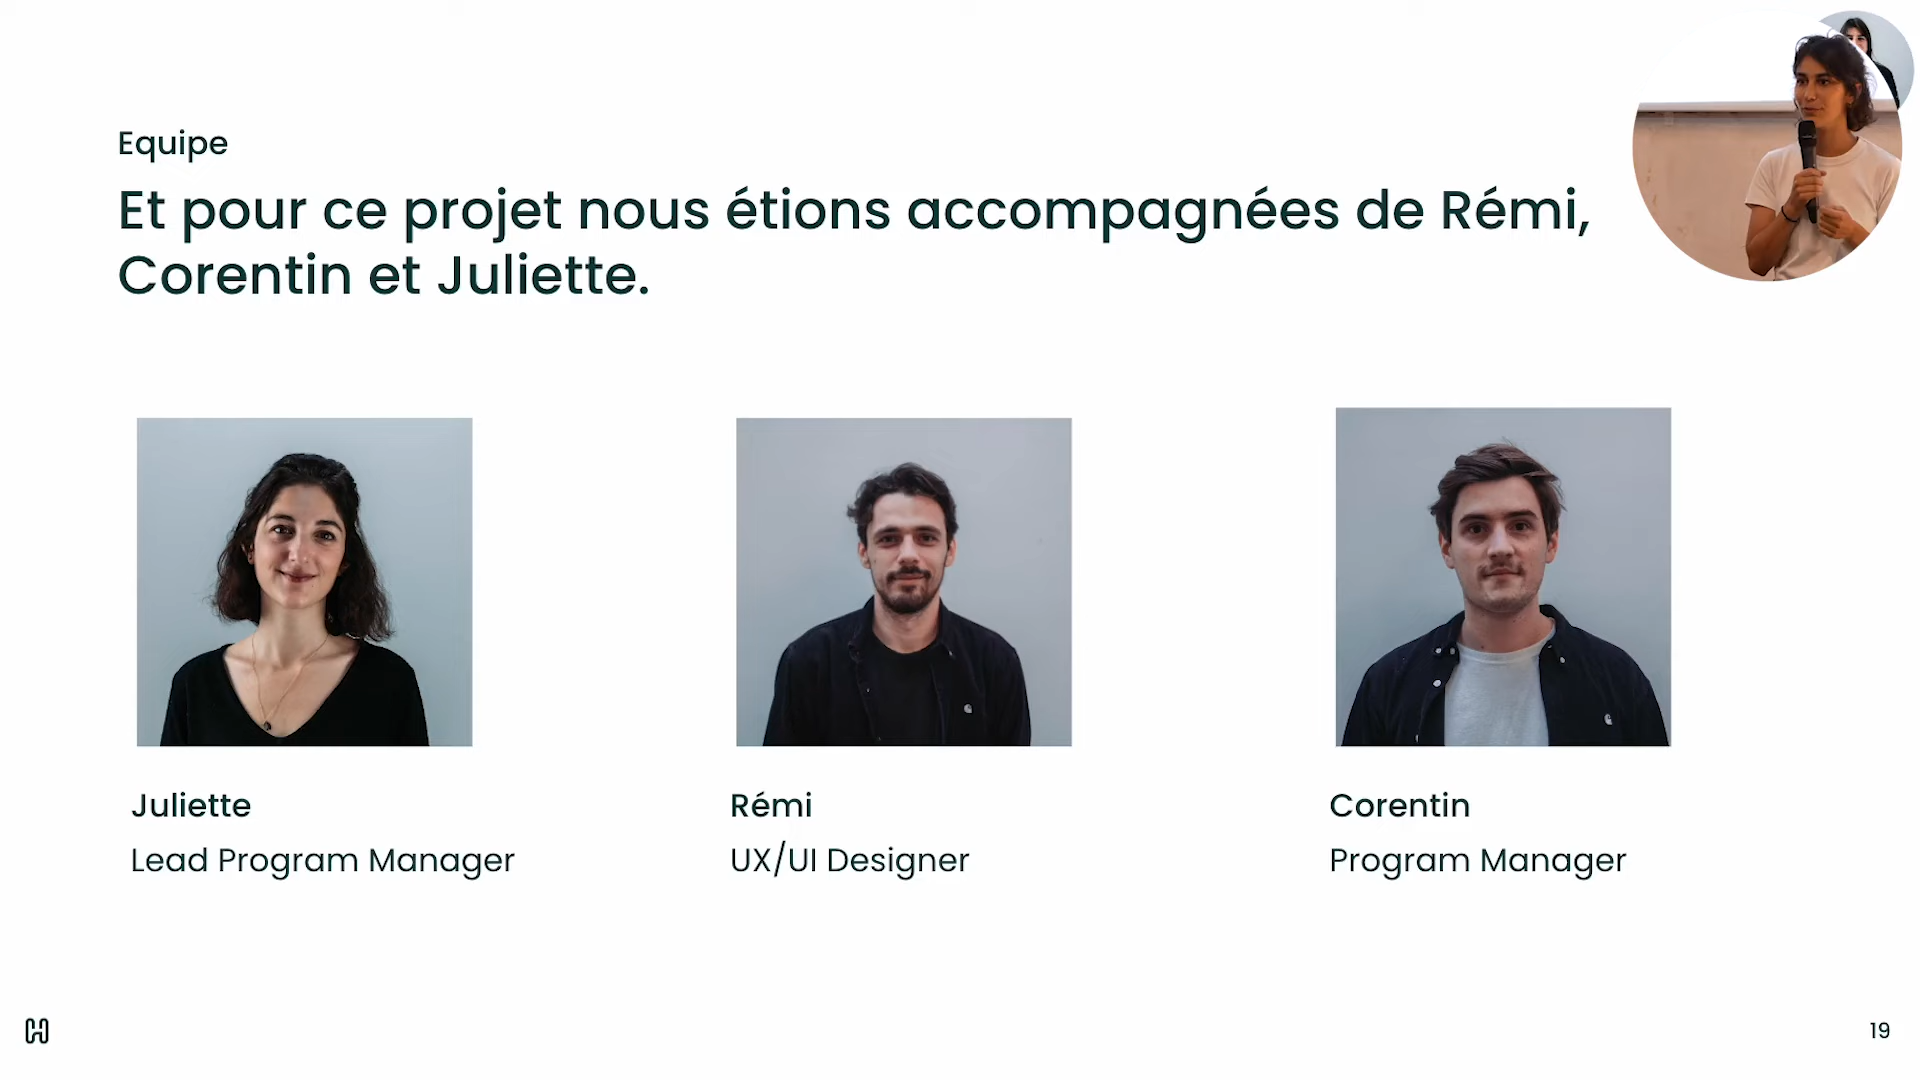 Equipe
Et pour ce projet nous étions accompagnées de Rémi,
Corentin et Juliette.
Juliette
Lead Program Manager
Rémi
UX/UI Designer
Corentin
Program Manager
19